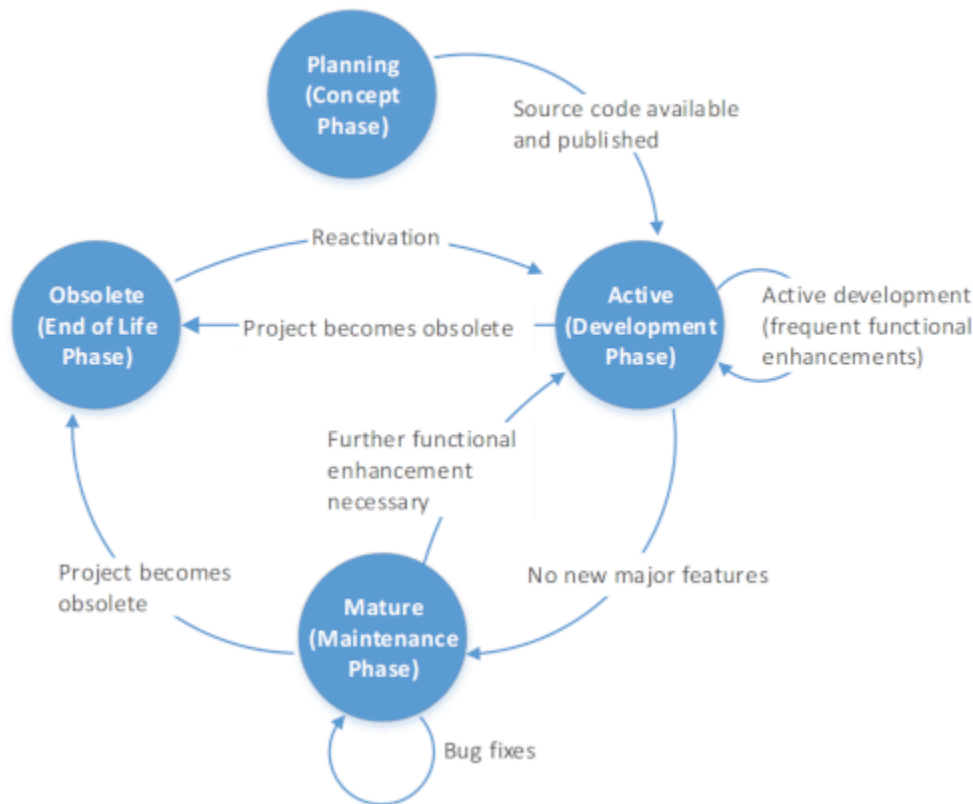 Planning
(Concept
Phase)
Source code available
and published
Reactivation
Obsolete
(End of Life
Phase)
Project becomes obsolete
Active
(Development
Phase)
Active development
(frequent functional
enhancements)
Further functional
enhancement
necessary
Project becomes
obsolete
No new major features
Mature
(Maintenance
Phase)
Bug fixes